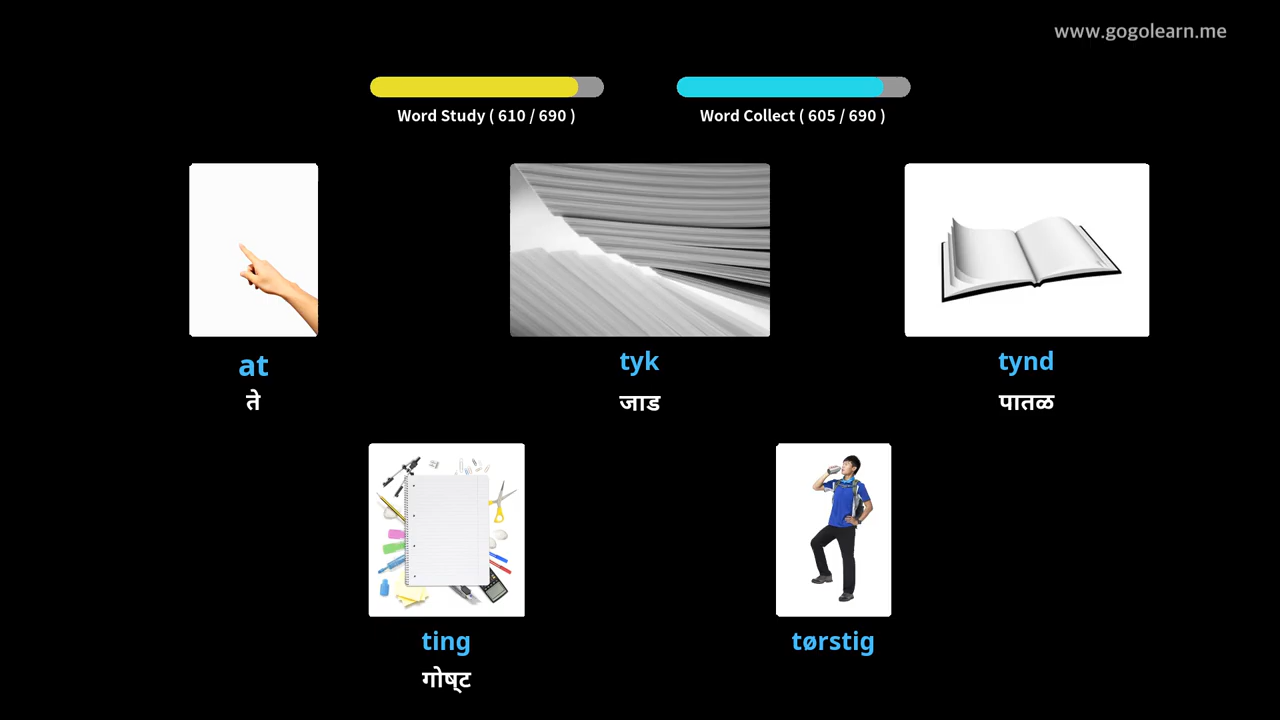 www.gogolearn.me
Word Study ( 610 / 690 )
Word Collect ( 605 / 690 )
at
ते
tyk
जाड
tynd
पातळ
ting
गोष्ट
tørstig